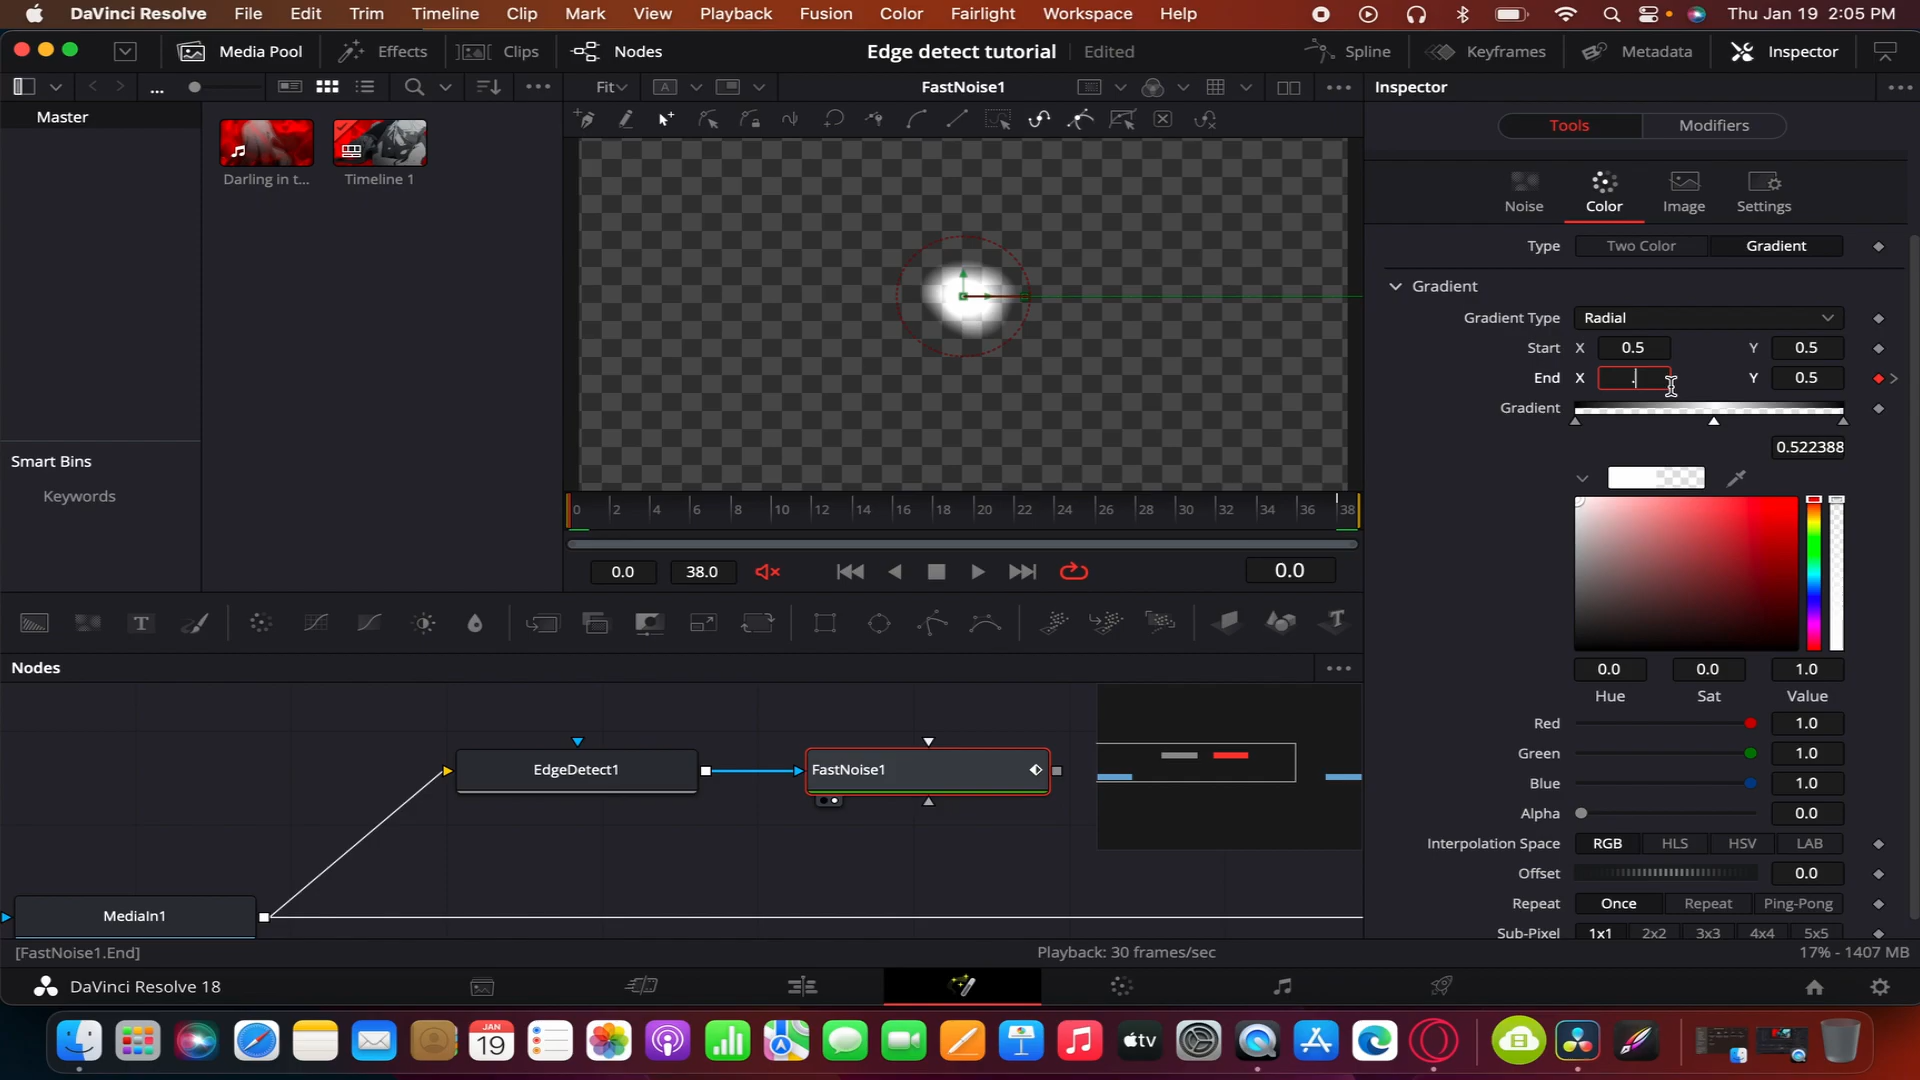 DaVinci Resolve File Edit Trim Timeline Clip Mark View Playback Fusion Color Fairlight Workspace Help Thu Jan 19 2:05 PM
Media Pool Effects Clips Nodes Edge detect tutorial Edited Spline Keyframes Metadata Inspector
... Fit A FastNoise1 Inspector
Master
Tools Modifiers
Darling in t... Timeline 1
Noise Color Image Settings
Type Two Color Gradient
Gradient
Gradient Type Radial
Start X 0.5 Y 0.5
End X . Y 0.5
Gradient
0.522388
Smart Bins
Keywords
0 2 4 6 8 10 12 14 16 18 20 22 24 26 28 30 32 34 36 38
0.0 38.0 0.0
T T
0.0 0.0 1.0
Hue Sat Value
Nodes
Red 1.0
Green 1.0
Blue 1.0
Alpha 0.0
EdgeDetect1 FastNoise1
Interpolation Space RGB HLS HSV LAB
Offset 0.0
Repeat Once Repeat Ping-Pong
MediaIn1
Sub-Pixel 1x1 2x2 3x3 4x4 5x5
[FastNoise1.End] Playback: 30 frames/sec 17% - 1407 MB
DaVinci Resolve 18
JAN
19
tv